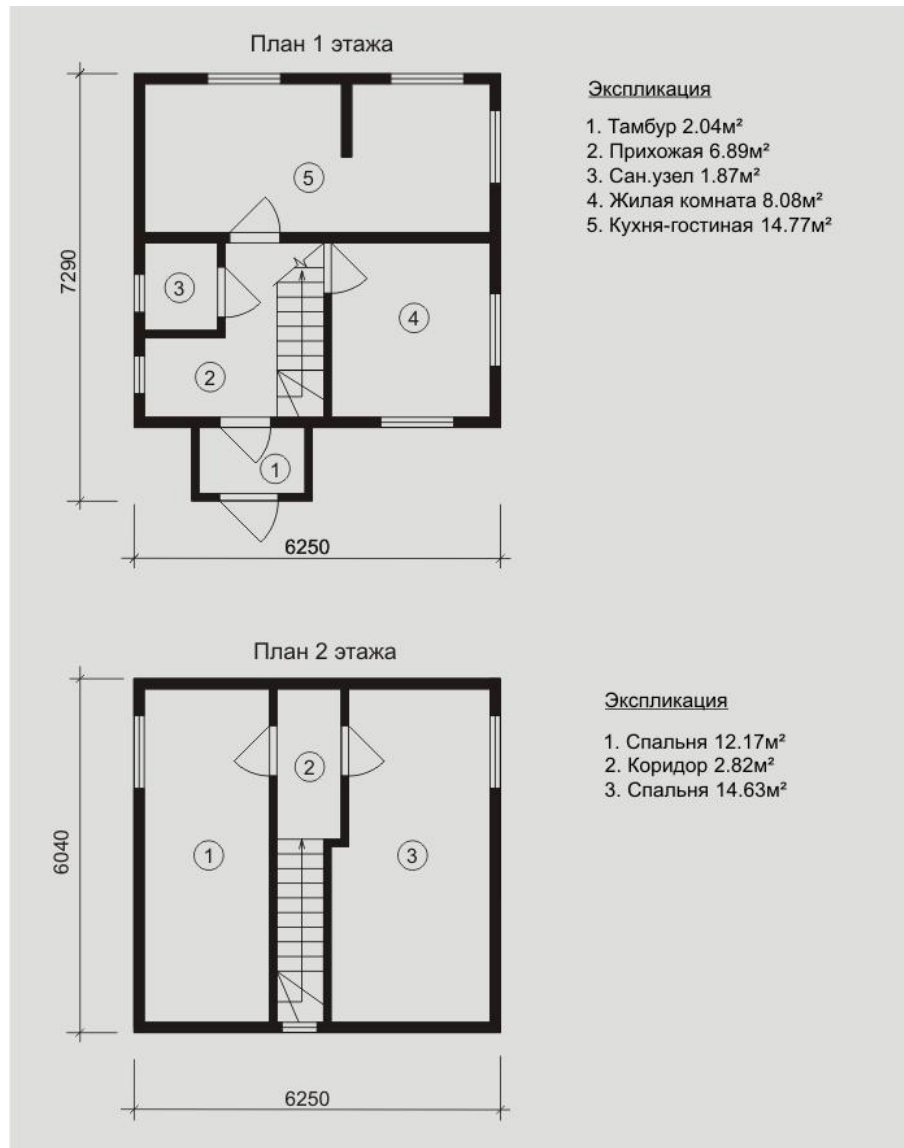 План 1 этажа
Экспликация
1. Тамбур 2.04м²
2. Прихожая 6.89м²
3. Сан.узел 1.87м²
4. Жилая комната 8.08м²
5. Кухня-гостиная 14.77м²
5
3
4
2
1
7290
6250
План 2 этажа
Экспликация
1. Спальня 12.17м²
2. Коридор 2.82м²
3. Спальня 14.63м²
2
1
3
6040
6250